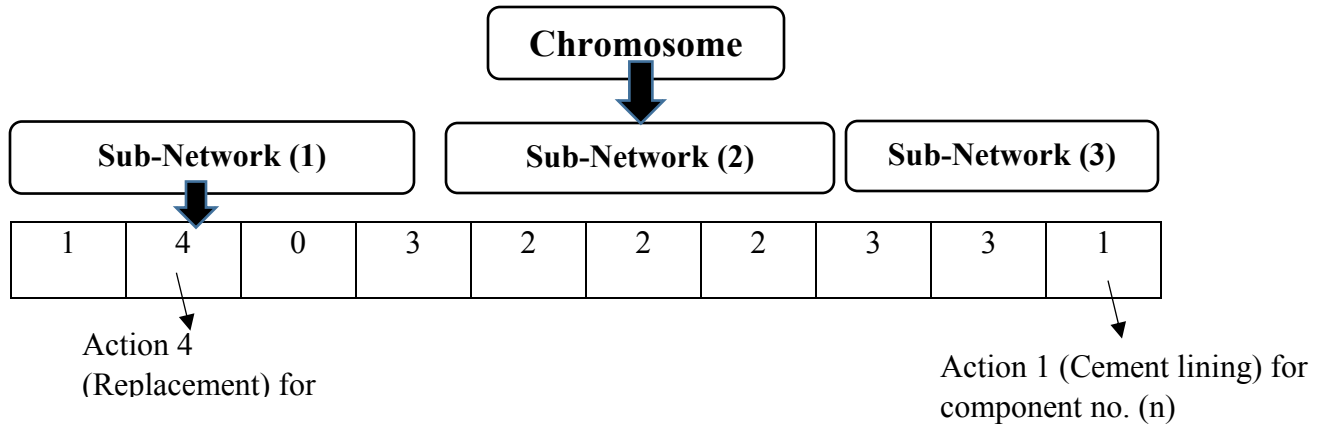 Chromosome
Sub-Network (1) Sub-Network (2) Sub-Network (3)
1 4 0 3 2 2 2 3 3 1
Action 4
(Replacement) for
Action 1 (Cement lining) for
component no. (n)